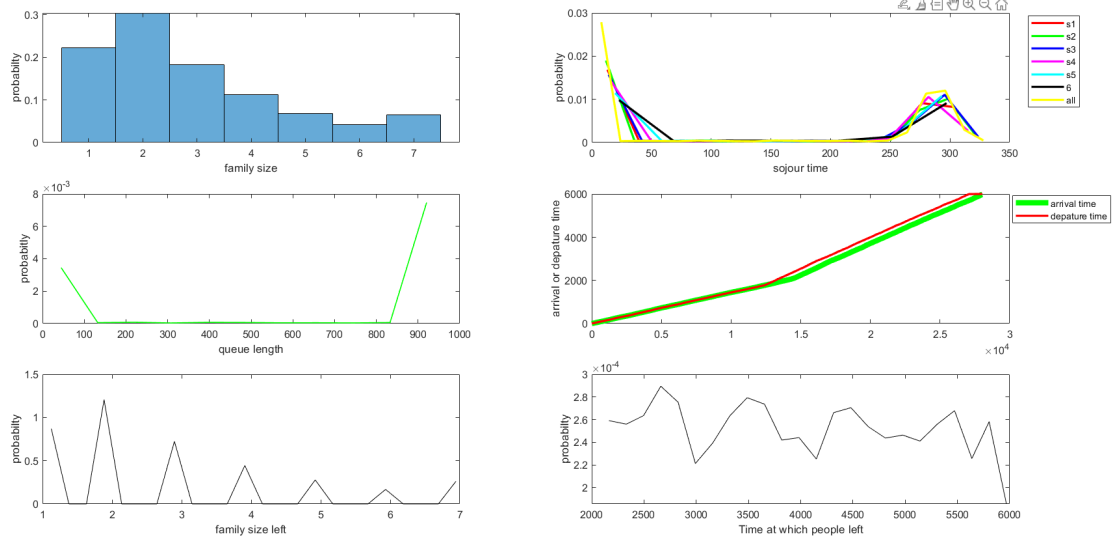 0.3
0.2
0.1
0
probabilty
1 2 3 4 5 6 7
family size
0.03
0.02
0.01
0
probabilty
0 50 100 150 200 250 300 350
sojour time
s1
s2
s3
s4
s5
6
all
×10-3
8
6
4
2
0
probabitly
0 100 200 300 400 500 600 700 800 900 1000
queue length
6000
4000
2000
0
arrival or depature time
0 0.5 1 1.5 2 2.5 3
×10^4
arrival time
depature time
1.5
1
0.5
0
probabilty
1 2 3 4 5 6 7
family size left
×10^-4
3
2.8
2.6
2.4
2.2
2
probabilty
2000 2500 3000 3500 4000 4500 5000 5500 6000
Time at which people left